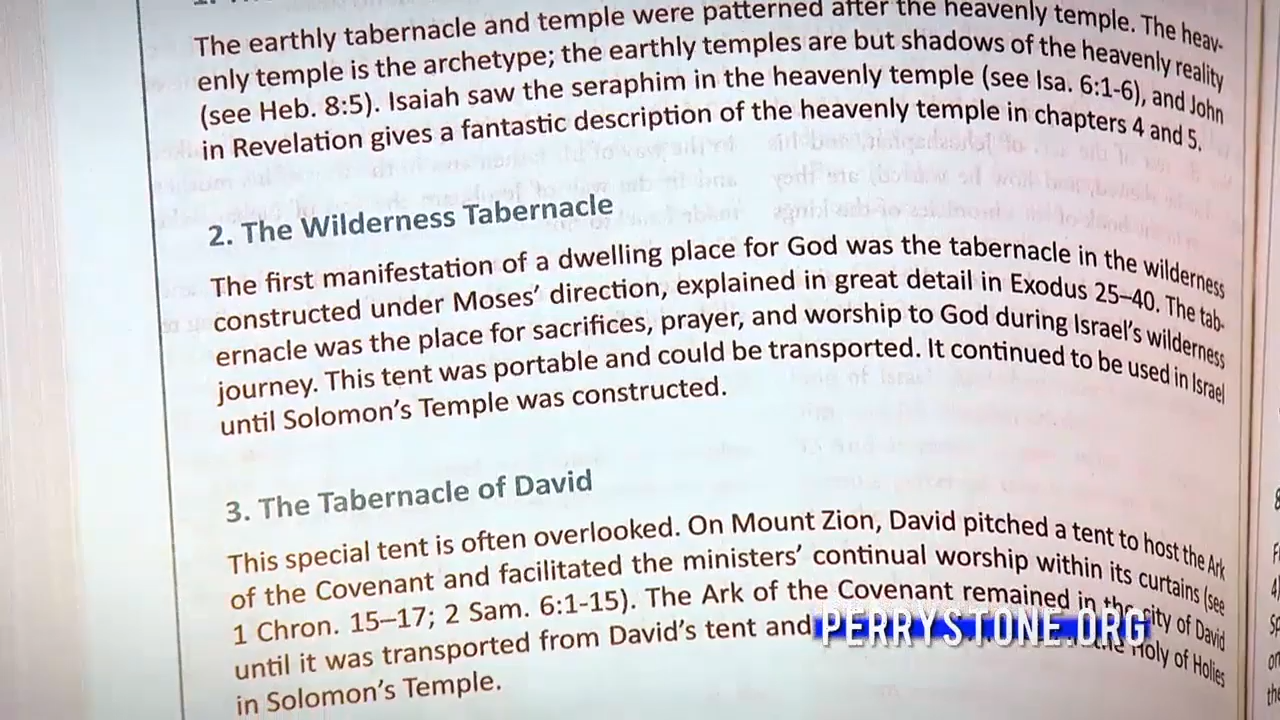 The earthly tabernacle and temple were patterned after the heavenly temple. The heav-
enly temple is the archetype; the earthly temples are but shadows of the heavenly reality
(see Heb. 8:5). Isaiah saw the seraphim in the heavenly temple (see Isa. 6:1-6), and John
in Revelation gives a fantastic description of the heavenly temple in chapters 4 and 5.
2. The Wilderness Tabernacle
The first manifestation of a dwelling place for God was the tabernacle in the wilderness
constructed under Moses’ direction, explained in great detail in Exodus 25–40. The tab-
ernacle was the place for sacrifices, prayer, and worship to God during Israel’s wilderness
journey. This tent was portable and could be transported. It continued to be used in Israel
until Solomon’s Temple was constructed.
3. The Tabernacle of David
This special tent is often overlooked. On Mount Zion, David pitched a tent to host the Ark
of the Covenant and facilitated the ministers’ continual worship within its curtains (see
1 Chron. 15–17; 2 Sam. 6:1-15). The Ark of the Covenant remained in the city of David
until it was transported from David’s tent and the Holy of Holies
in Solomon’s Temple.
PERRYSTONE.ORG